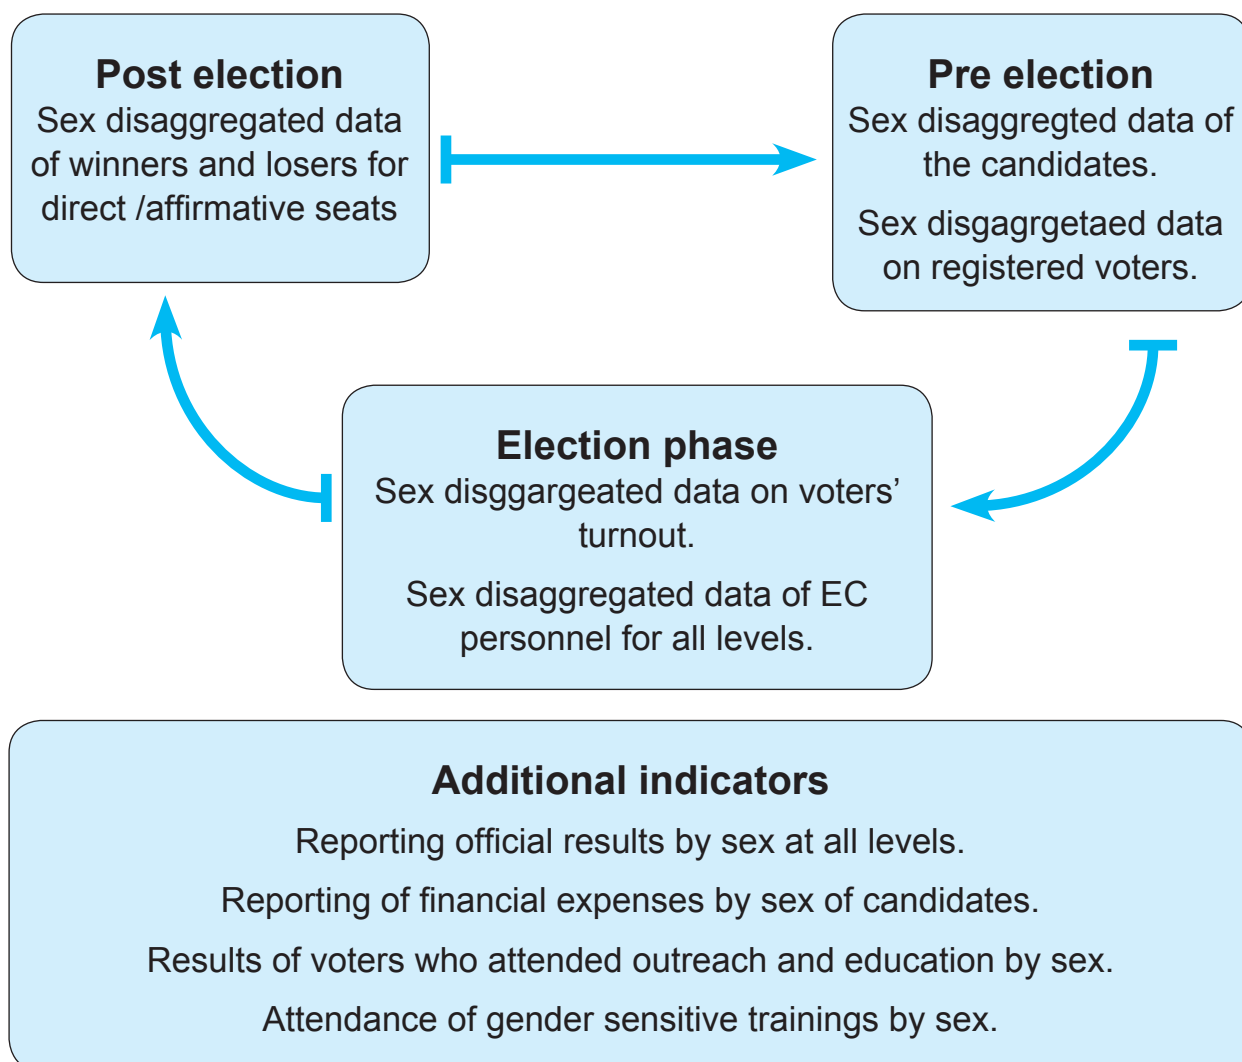 Post election
Sex disaggregated data
of winners and losers for
direct /affirmative seats
Pre election
Sex disaggregted data of
the candidates.
Sex disgagrgetaed data
on registered voters.
Election phase
Sex disggargeated data on voters’
turnout.
Sex disaggregated data of EC
personnel for all levels.
Additional indicators
Reporting official results by sex at all levels.
Reporting of financial expenses by sex of candidates.
Results of voters who attended outreach and education by sex.
Attendance of gender sensitive trainings by sex.